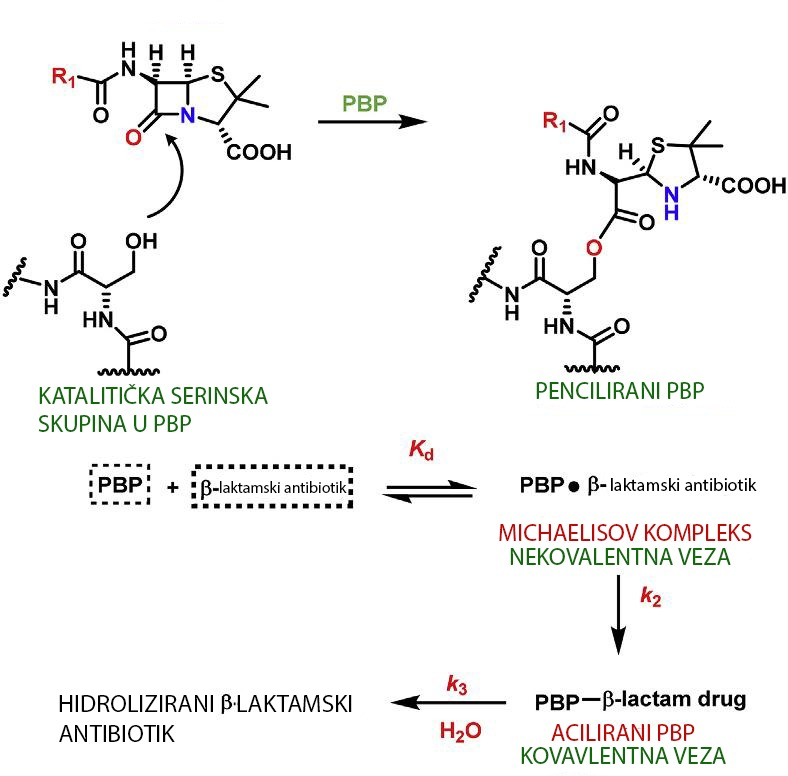 H H H
R1 N S
O O N
COOH
PBP
R1 O
HN H S
N H COOH
O
O
O OH
N H
HN O
O
N H
HN O
KATALITIČKA SERINSKA
SKUPINA U PBP
PENCILIRANI PBP
Kd
PBP + β-laktamski antibiotik
PBP • β- laktamski antibiotik
MICHAELISOV KOMPLEKS
NEKOVALENTNA VEZA
k2
k3
H2O
HIDROLIZIRANI β-LAKTAMSKI
ANTIBIOTIK
PBP—β-lactam drug
ACILIRANI PBP
KOVAVLENTNA VEZA